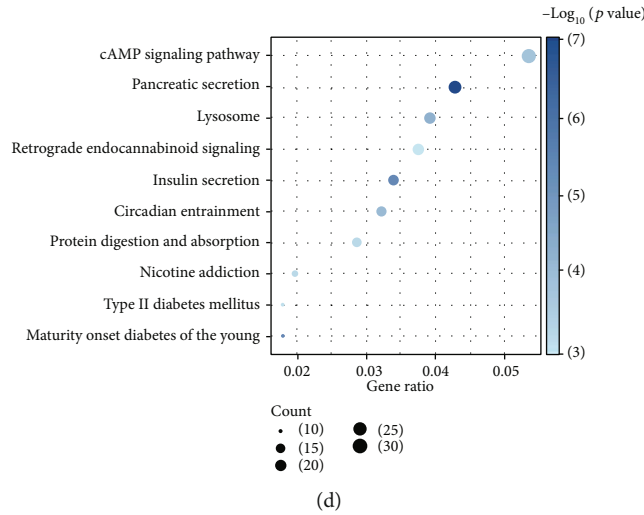 −Log10 (p value)
cAMP signaling pathway
Pancreatic secretion
Lysosome
Retrograde endocannabinoid signaling
Insulin secretion
Circadian entrainment
Protein digestion and absorption
Nicotine addiction
Type II diabetes mellitus
Maturity onset diabetes of the young
(7)
(6)
(5)
(4)
(3)
0.02 0.03 0.04 0.05
Gene ratio
Count
(10) (25)
(15) (30)
(20)
(d)